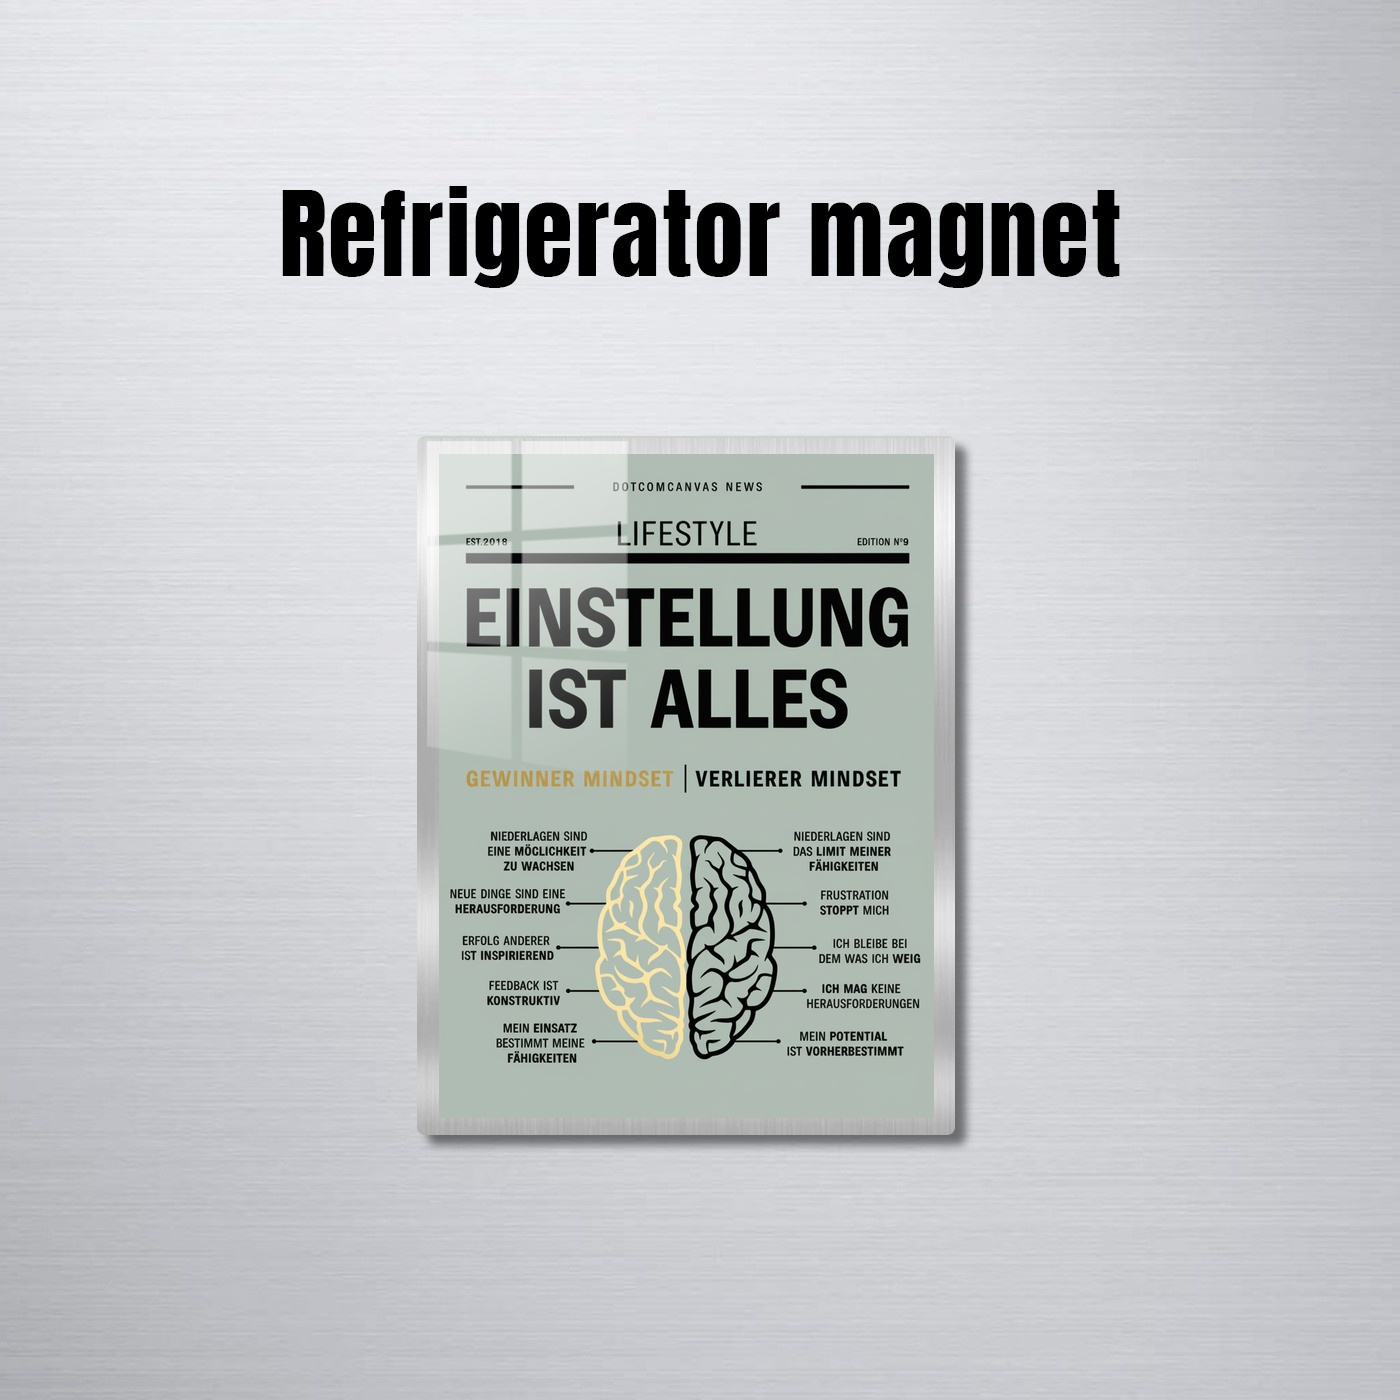 Refrigerator magnet
DOTCOMCANVAS NEWS
EST.2018 LIFESTYLE EDITION N°9
EINSTELLUNG
IST ALLES
GEWINNER MINDSET | VERLIERER MINDSET
NIEDERLAGEN SIND
EINE MÖGLICHKEIT
ZU WACHSEN
NEUE DINGE SIND EINE
HERAUSFORDERUNG
ERFOLG ANDERER
IST INSPIRIEREND
FEEDBACK IST
KONSTRUKTIV
MEIN EINSATZ
BESTIMMT MEINE
FÄHIGKEITEN
NIEDERLAGEN SIND
DAS LIMIT MEINER
FÄHIGKEITEN
FRUSTRATION
STOPPT MICH
ICH BLEIBE BEI
DEM WAS ICH WEIG
ICH MAG KEINE
HERAUSFORDERUNGEN
MEIN POTENTIAL
IST VORHERBESTIMMT